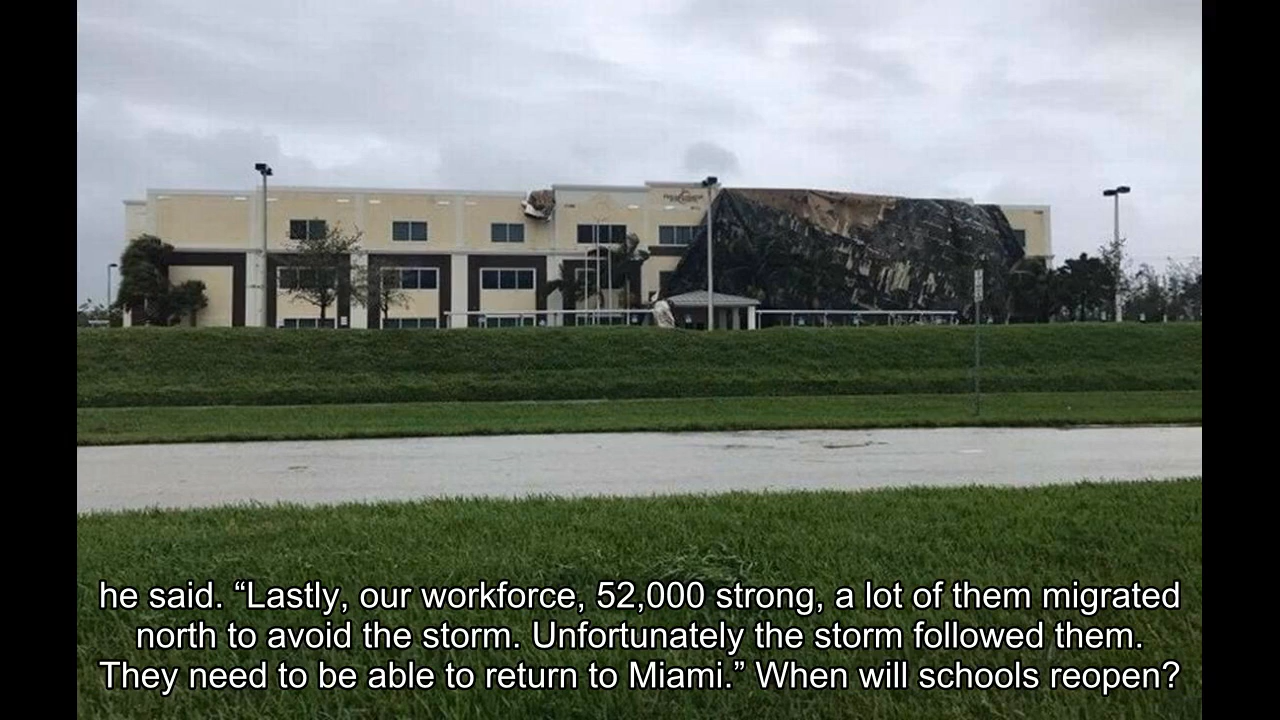 he said. “Lastly, our workforce, 52,000 strong, a lot of them migrated
north to avoid the storm. Unfortunately the storm followed them.
They need to be able to return to Miami.” When will schools reopen?